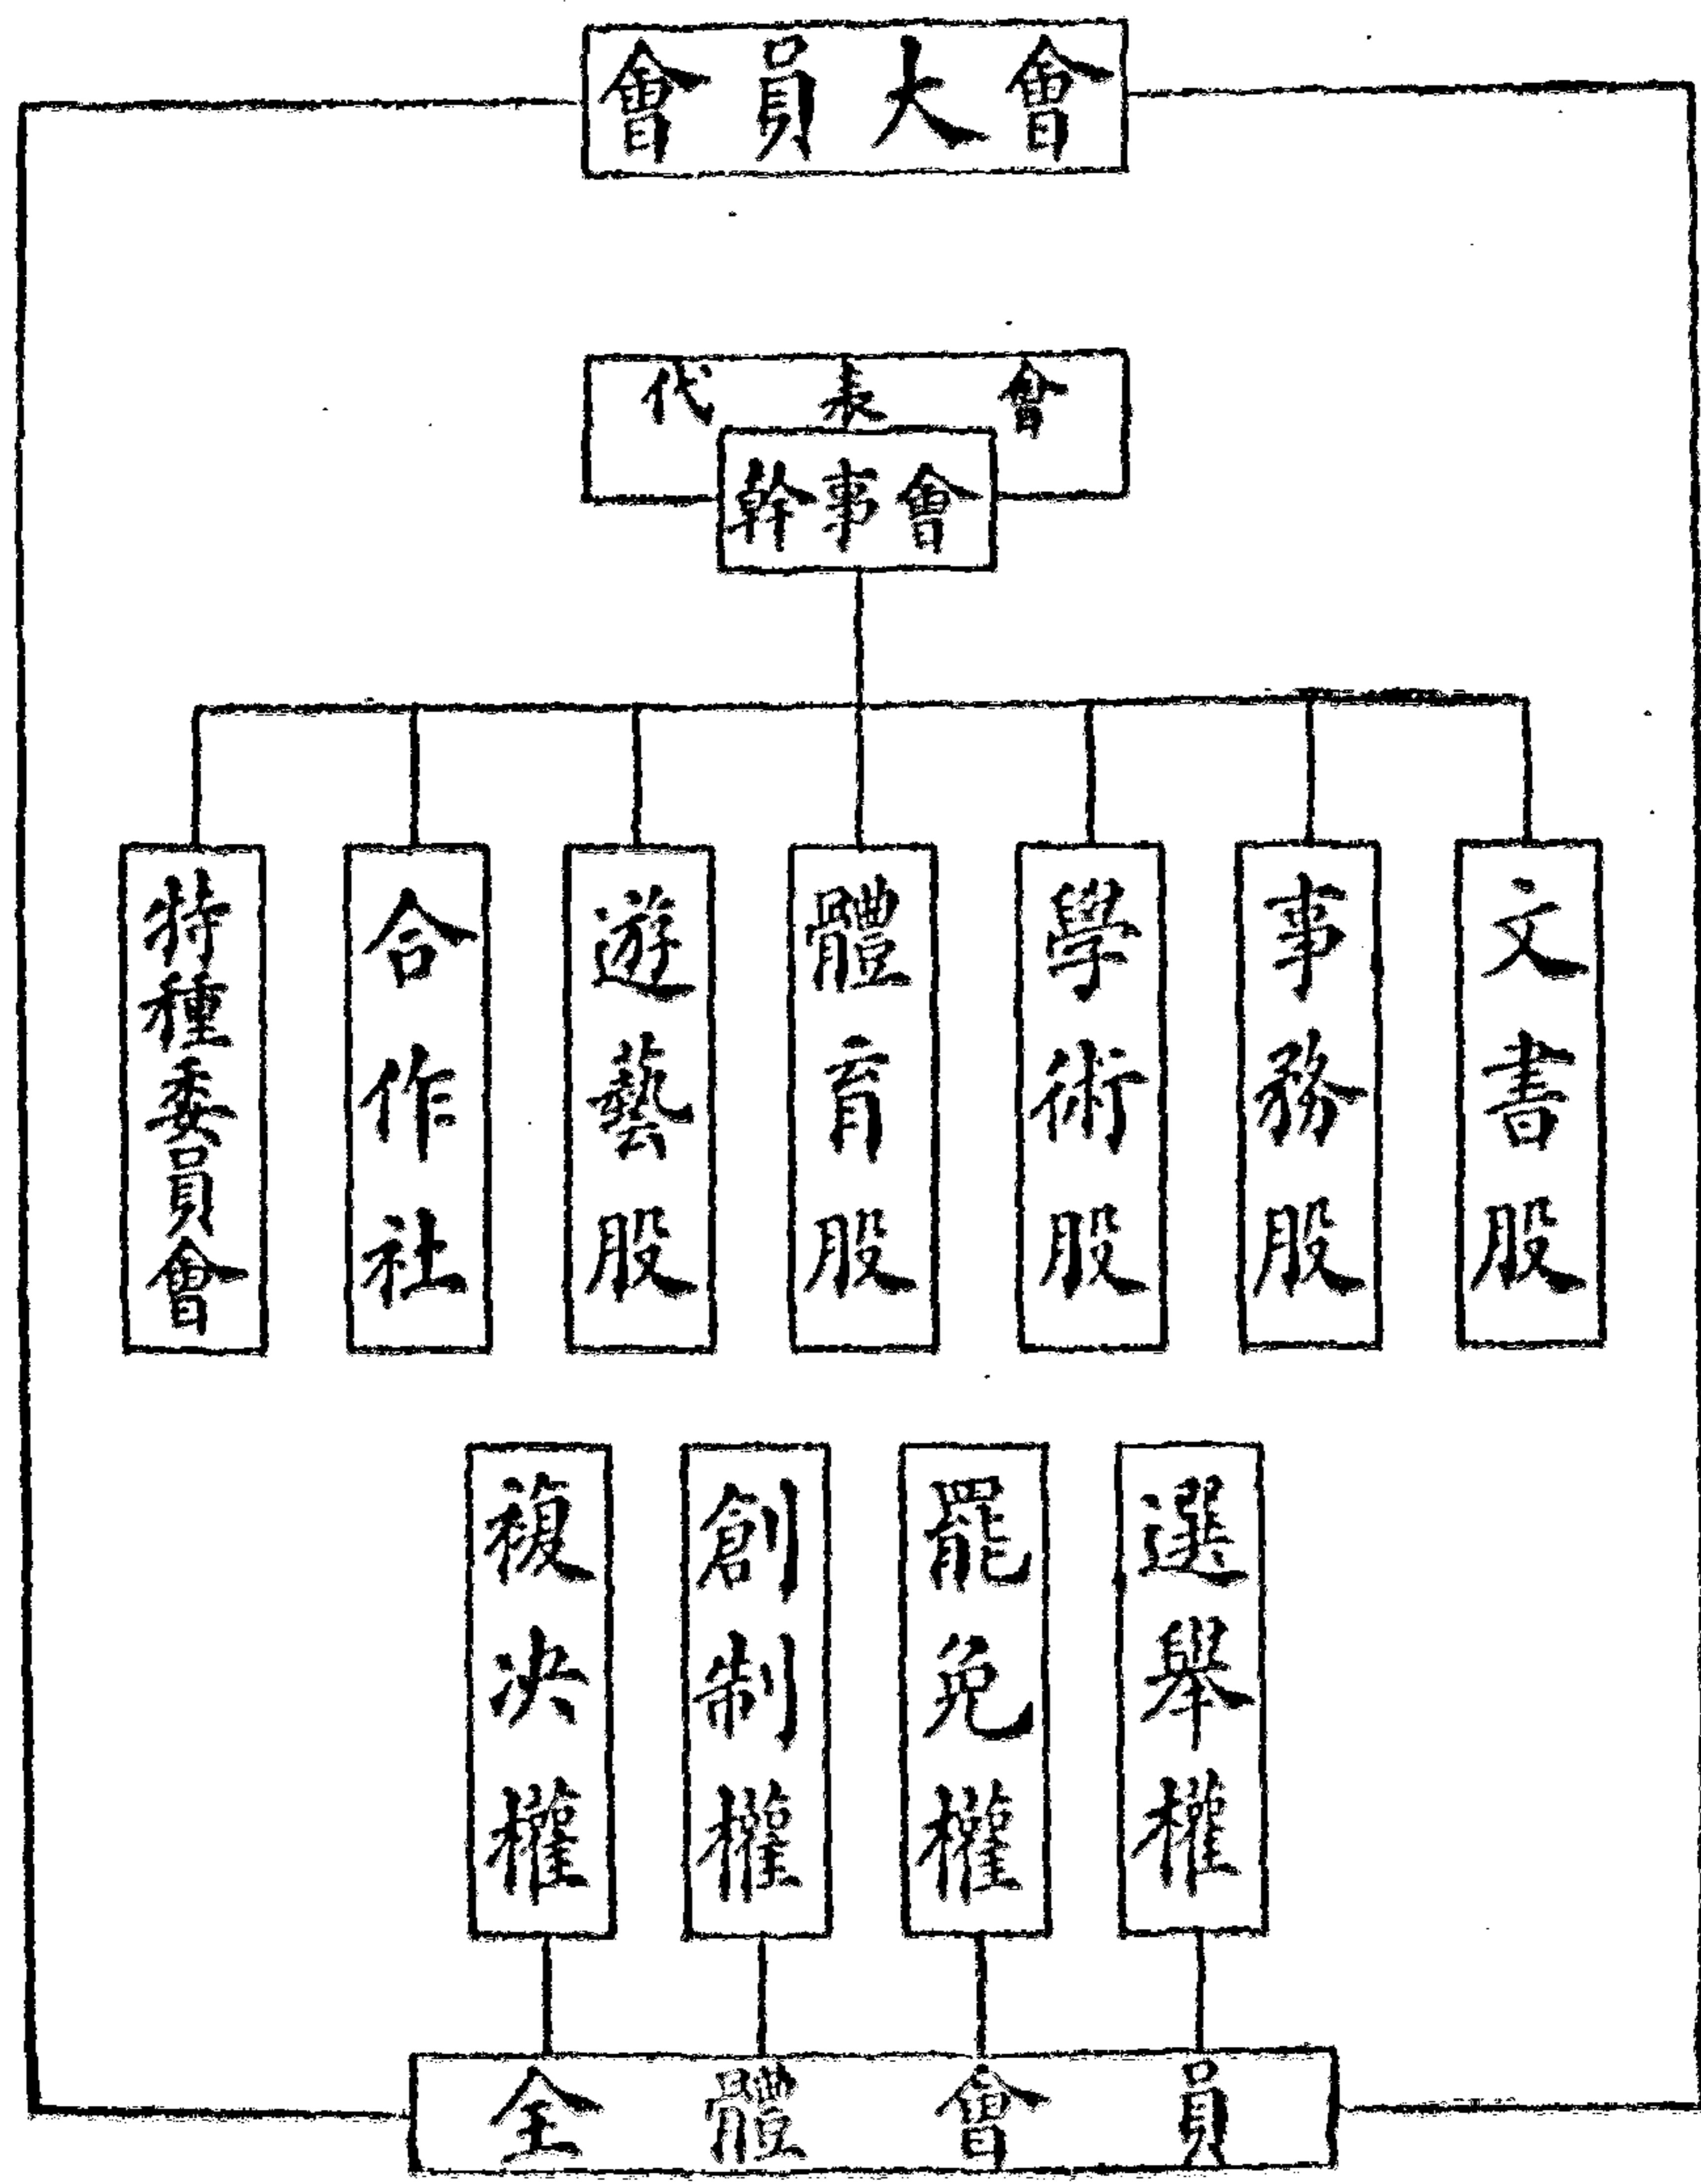 會員大會
代表會
幹事會
特種委員會
合作社
遊藝股
體育股
學術股
事務股
文書股
複决權
創制權
罷免權
選舉權
全體會員